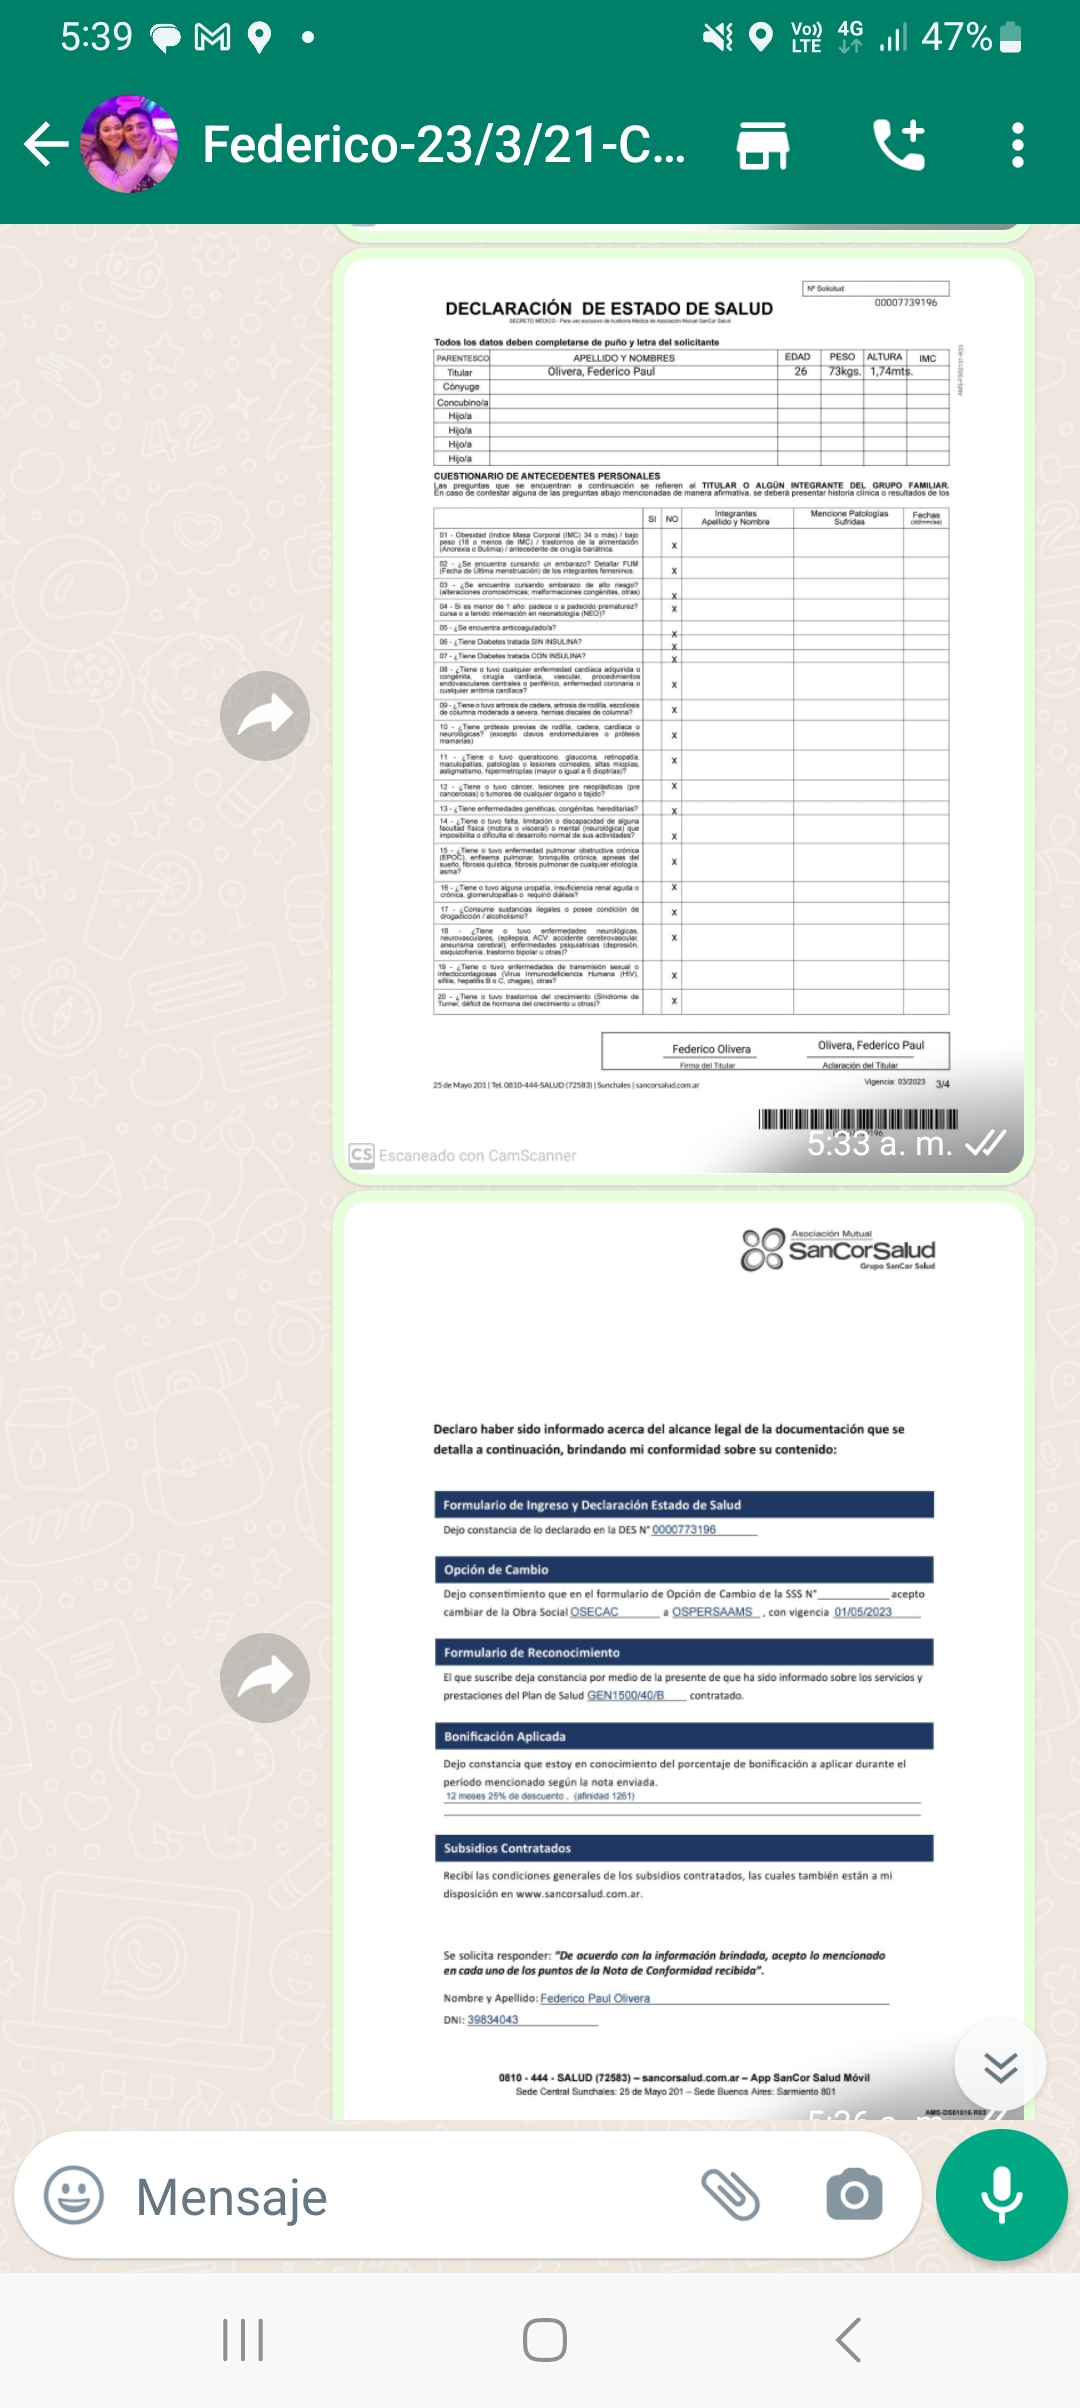 5:39
Vo)) LTE 4G 47%
Federico-23/3/21-C...
Nº Solicitud:
00007739196
DECLARACIÓN DE ESTADO DE SALUD
SECRETO MEDICO - Para uso exclusivo de Auditoria Médica de Asociación Mutual SanCor Salud
Todos los datos deben completarse de puño y letra del solicitante
PARENTESCO APELLIDO Y NOMBRES EDAD PESO ALTURA IMC
Titular Olivera, Federico Paul 26 73kgs. 1,74mts.
Cónyuge
Concubino/a
Hijo/a
Hijo/a
Hijo/a
Hijo/a
CUESTIONARIO DE ANTECEDENTES PERSONALES
Las preguntas que se encuentran a continuación se refieren al TITULAR O ALGÚN INTEGRANTE DEL GRUPO FAMILIAR.
En caso de contestar alguna de las preguntas abajo mencionadas de manera afirmativa, se deberá presentar historia clínica o resultados de los
SI NO Integrantes Apellido y Nombre Mencione Patologías Sufridas Fechas (dd/mm/aa)
01 - Obesidad (Indice Masa Corporal (IMC) 34 o más) / bajo
peso (18 o menos de IMC) / trastornos de la alimentación
(Anorexia o Bulimia) / antecedente de cirugía bariátrica. X
02 - ¿Se encuentra cursando un embarazo? Detallar FUM
(Fecha de Última menstruación) de los integrantes femeninos. X
03 - ¿Se encuentra cursando embarazo de alto riesgo?
(alteraciones cromosómicas; malformaciones congénitas, otras) X
04 - Si es menor de 1 año: padece o a padecido prematurez?
cursa o a tenido internación en neonatología (NEO)? X
05 - ¿Se encuentra anticoagulado/a? X
06 - ¿Tiene Diabetes tratada SIN INSULINA? X
07 - ¿Tiene Diabetes tratada CON INSULINA? X
08 - ¿Tiene o tuvo cualquier enfermedad cardíaca adquirida o
congénita, cirugía cardíaca, vascular, procedimientos
endovasculares centrales o periférico, enfermedad coronaria o
cualquier arritmia cardíaca? X
09 - ¿Tiene o tuvo artrosis de cadera, artrosis de rodilla, escoliosis
de columna moderada a severa, hernias discales de columna? X
10 - ¿Tiene prótesis previas de rodilla, cadera, cardíaca o
neurológicas? (excepto clavos endomedulares o prótesis
mamarias) X
11 - ¿Tiene o tuvo queratocono, glaucoma, retinopatía,
maculopatías, patologías o lesiones corneales, altas miopías,
astigmatismo, hipermetropías (mayor o igual a 6 dioptrías)? X
12 - ¿Tiene o tuvo cáncer, lesiones pre neoplásticas (pre
cancerosas) o tumores de cualquier órgano o tejido? X
13 - ¿Tiene enfermedades genéticas, congénitas, hereditarias? X
14 - ¿Tiene o tuvo falta, limitación o discapacidad de alguna
facultad física (motora o visceral) o mental (neurológica) que
imposibilita o dificulta el desarrollo normal de sus actividades? X
15 - ¿Tiene o tuvo enfermedad pulmonar obstructiva crónica
(EPOC), enfisema pulmonar, bronquitis crónica, apneas del
sueño, fibrosis quística, fibrosis pulmonar de cualquier etiología,
asma? X
16 - ¿Tiene o tuvo alguna uropatía, insuficiencia renal aguda o
crónica, glomerulopatías o requirió diálisis? X
17 - ¿Consume sustancias ilegales o posee condición de
drogadicción / alcoholismo? X
18 - ¿Tiene o tuvo enfermedades neurológicas,
neurovasculares, (epilepsia, ACV: accidente cerebrovascular,
aneurisma cerebral); enfermedades psiquiatricas (depresión,
esquizofrenia, trastorno bipolar u otras)? X
19 - ¿Tiene o tuvo enfermedades de transmisión sexual o
infectocontagiosas (Virus Inmunodeficiencia Humana (HIV),
sífilis, hepatitis B o C, chagas), otras? X
20 - ¿Tiene o tuvo trastornos del crecimiento (Síndrome de
Turner, déficit de hormona del crecimiento u otros)? X
Federico Olivera Olivera, Federico Paul
Firma del Titular Aclaración del Titular
25 de Mayo 201 | Tel. 0810-444-SALUD (72583) | Sunchales | sancorsalud.com.ar
Vigencia: 03/2023 3/4
CS Escaneado con CamScanner
5:33 a. m.
Asociación Mutual
SanCorSalud
Grupo SanCor Salud
Declaro haber sido informado acerca del alcance legal de la documentación que se
detalla a continuación, brindando mi conformidad sobre su contenido:
Formulario de Ingreso y Declaración Estado de Salud
Dejo constancia de lo declarado en la DES N° 0000773196
Opción de Cambio
Dejo consentimiento que en el formulario de Opción de Cambio de la SSS N°________ acepto
cambiar de la Obra Social OSECAC a OSPERSAAMS , con vigencia 01/05/2023
Formulario de Reconocimiento
El que suscribe deja constancia por medio de la presente de que ha sido informado sobre los servicios y
prestaciones del Plan de Salud GEN1500/40/B contratado.
Bonificación Aplicada
Dejo constancia que estoy en conocimiento del porcentaje de bonificación a aplicar durante el
período mencionado según la nota enviada.
12 meses 25% de descuento . (afinidad 1261)
Subsidios Contratados
Recibí las condiciones generales de los subsidios contratados, las cuales también están a mi
disposición en www.sancorsalud.com.ar.
Se solicita responder: "De acuerdo con la información brindada, acepto lo mencionado
en cada uno de los puntos de la Nota de Conformidad recibida".
Nombre y Apellido: Federico Paul Olivera
DNI: 39834043
0810 - 444 - SALUD (72583) – sancorsalud.com.ar – App SanCor Salud Móvil
Sede Central Sunchales: 25 de Mayo 201 – Sede Buenos Aires: Sarmiento 801
AMS-DS01016-R03
Mensaje